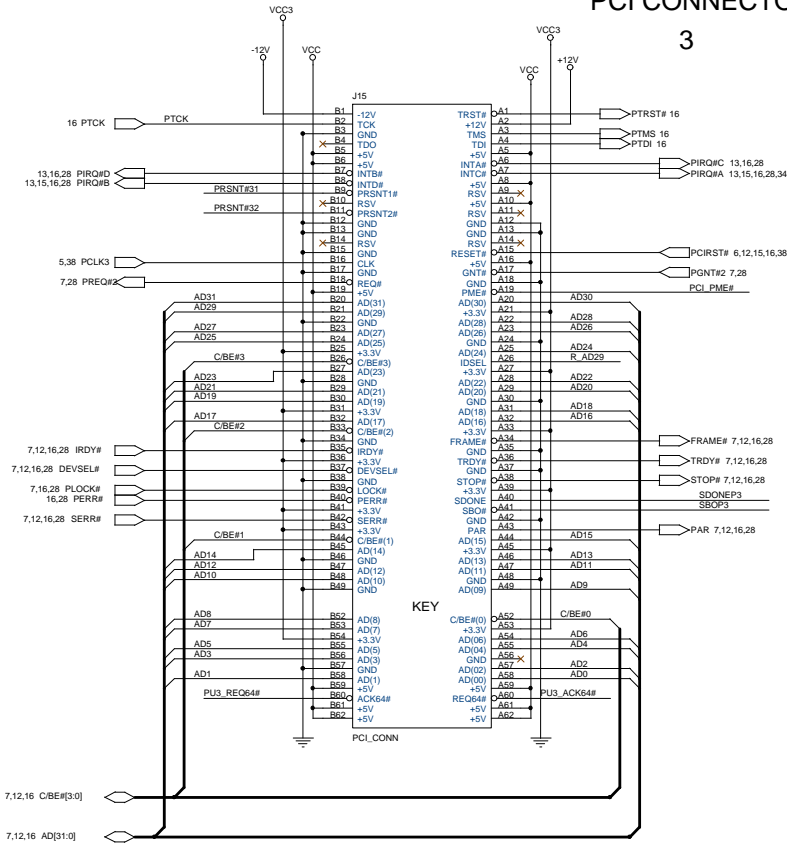 PCI CONNECTO
3
VCC3
-12V
VCC
VCC3
+12V
VCC
J15
16 PTCK
PTCK
B1 -12V TRST# A1 PTRST# 16
B2 TCK +12V A2
B3 GND TMS A3 PTMS 16
B4 TDO TDI A4 PTDI 16
B5 +5V +5V A5
B6 +5V INTA# A6 PIRQ#C 13,16,28
13,16,28 PIRQ#D B7 INTB# INTC# A7 PIRQ#A 13,15,16,28,34
13,15,16,28 PIRQ#B B8 INTD# +5V A8
PRSNT#31 B9 PRSNT1# RSV A9
B10 RSV +5V A10
PRSNT#32 B11 PRSNT2# RSV A11
B12 GND GND A12
B13 GND GND A13
B14 RSV RSV A14
B15 GND RESET# A15 PCIRST# 6,12,15,16,38
5,38 PCLK3 B16 CLK +5V A16
B17 GND GNT# A17 PGNT#2 7,28
7,28 PREQ#2 B18 REQ# GND A18
B19 +5V PME# A19 PCI_PME#
AD31 B20 AD(31) AD(30) A20 AD30
AD29 B21 AD(29) +3.3V A21
B22 GND AD(28) A22 AD28
AD27 B23 AD(27) AD(26) A23 AD26
AD25 B24 AD(25) GND A24
B25 +3.3V AD(24) A25 AD24
C/BE#3 B26 C/BE#3) IDSEL A26 R_AD29
AD23 B27 AD(23) +3.3V A27
B28 GND AD(22) A28 AD22
AD21 B29 AD(21) AD(20) A29 AD20
AD19 B30 AD(19) GND A30
B31 +3.3V AD(18) A31 AD18
AD17 B32 AD(17) AD(16) A32 AD16
C/BE#2 B33 C/BE#(2) +3.3V A33
B34 GND FRAME# A34 FRAME# 7,12,16,28
7,12,16,28 IRDY# B35 IRDY# GND A35
B36 +3.3V TRDY# A36 TRDY# 7,12,16,28
7,12,16,28 DEVSEL# B37 DEVSEL# GND A37
B38 GND STOP# A38 STOP# 7,12,16,28
7,16,28 PLOCK# B39 LOCK# +3.3V A39
16,28 PERR# B40 PERR# SDONE A40 SDONEP3
B41 +3.3V SBO# A41 SBOP3
7,12,16,28 SERR# B42 SERR# GND A42
B43 +3.3V PAR A43 PAR 7,12,16,28
C/BE#1 B44 C/BE#(1) AD(15) A44 AD15
AD14 B45 AD(14) +3.3V A45
B46 GND AD(13) A46 AD13
AD12 B47 AD(12) AD(11) A47 AD11
AD10 B48 AD(10) GND A48
B49 GND AD(09) A49 AD9
KEY
AD8 B52 AD(8) C/BE#(0) A52 C/BE#0
AD7 B53 AD(7) +3.3V A53
B54 +3.3V AD(06) A54 AD6
AD5 B55 AD(5) AD(04) A55 AD4
AD3 B56 AD(3) GND A56
B57 GND AD(02) A57 AD2
AD1 B58 AD(1) AD(00) A58 AD0
B59 +5V +5V A59
PU3_REQ64# B60 ACK64# REQ64# A60 PU3_ACK64#
B61 +5V +5V A61
B62 +5V +5V A62
PCI_CONN
7,12,16 C/BE#[3:0]
7,12,16 AD[31:0]